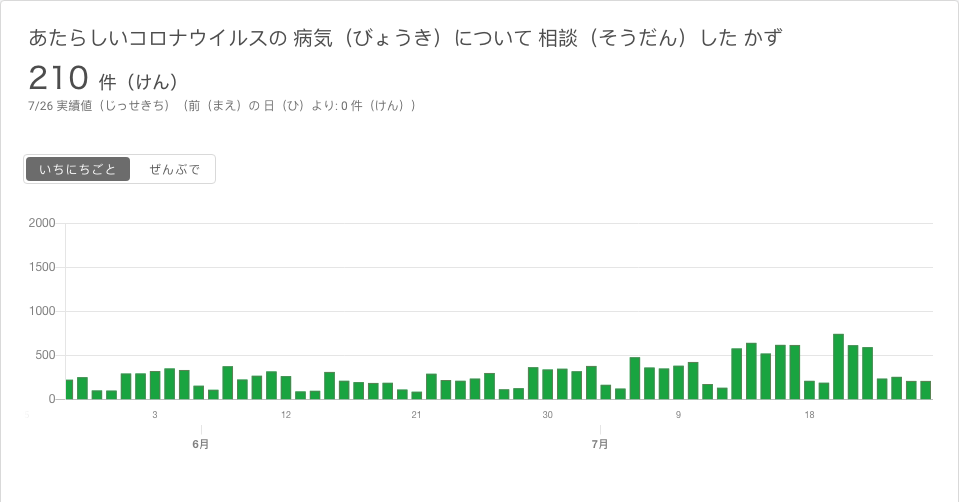 あたらしいコロナウイルスの 病気（びょうき）について 相談（そうだん）した かず
210 件（けん）
7/26 実績値（じっせきち）（前（まえ）の 日（ひ）より: 0 件（けん））
いちにちごと ぜんぶで
2000
1500
1000
500
0
3 12 21 30 9 18
6月 7月